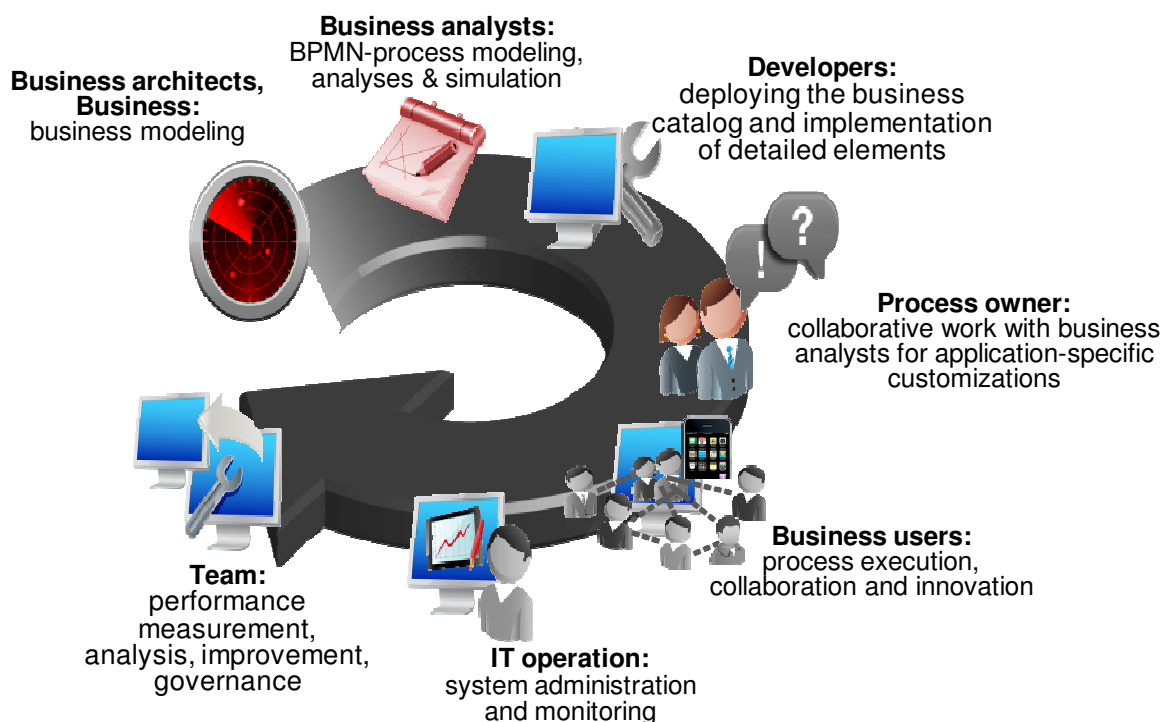 Business architects,
Business:
business modeling
Business analysts:
BPMN-process modeling,
analyses & simulation
Developers:
deploying the business
catalog and implementation
of detailed elements
!
?
Process owner:
collaborative work with business
analysts for application-specific
customizations
Business users:
process execution,
collaboration and innovation
IT operation:
system administration
and monitoring
Team:
performance
measurement,
analysis, improvement,
governance